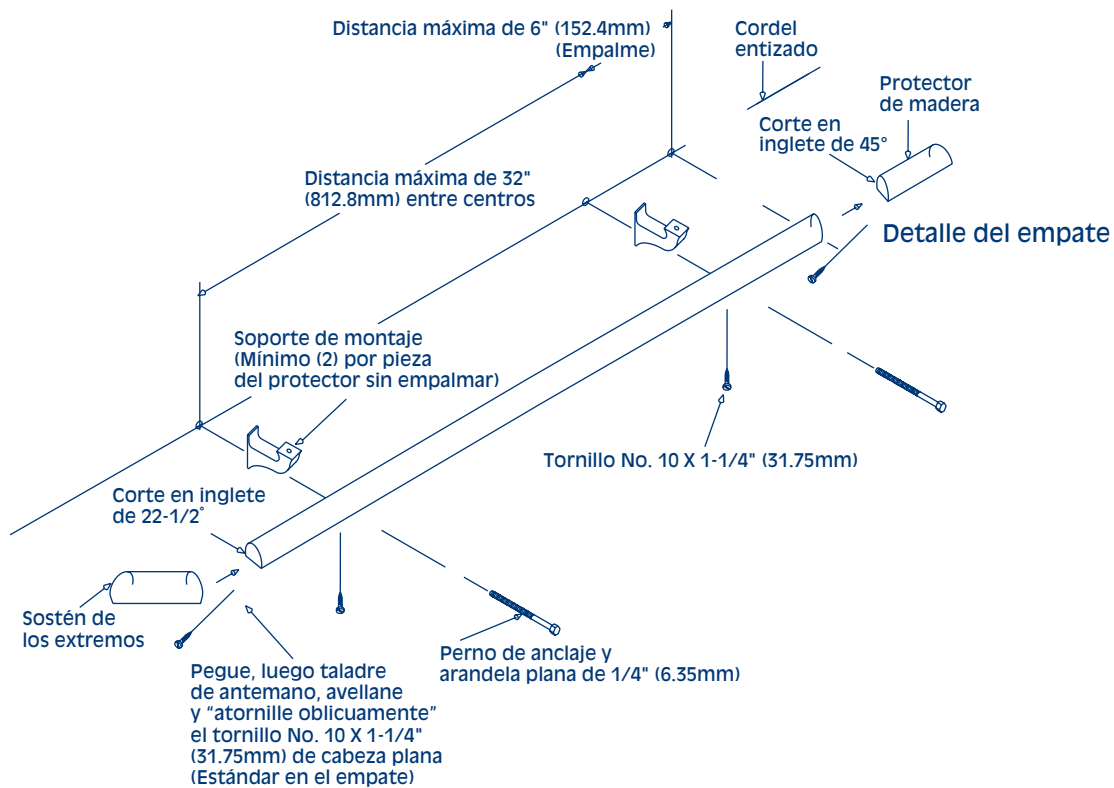 Distancia máxima de 6" (152.4mm)
(Empalme)
Cordel
entizado
Protector
de madera
Corte en
inglete de 45°
Distancia máxima de 32"
(812.8mm) entre centros
Detalle del empate
Soporte de montaje
(Mínimo (2) por pieza
del protector sin empalmar)
Tornillo No. 10 X 1-1/4" (31.75mm)
Corte en inglete
de 22-1/2°
Sostén de
los extremos
Perno de anclaje y
arandela plana de 1/4" (6.35mm)
Pegue, luego taladre
de antemano, avellane
y “atornille oblicuamente”
el tornillo No. 10 X 1-1/4"
(31.75mm) de cabeza plana
(Estándar en el empate)